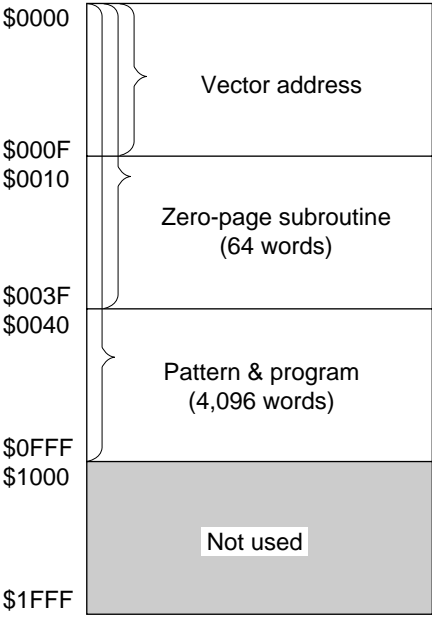 $0000
Vector address
$000F
$0010
Zero-page subroutine
(64 words)
$003F
$0040
Pattern & program
(4,096 words)
$0FFF
$1000
Not used
$1FFF